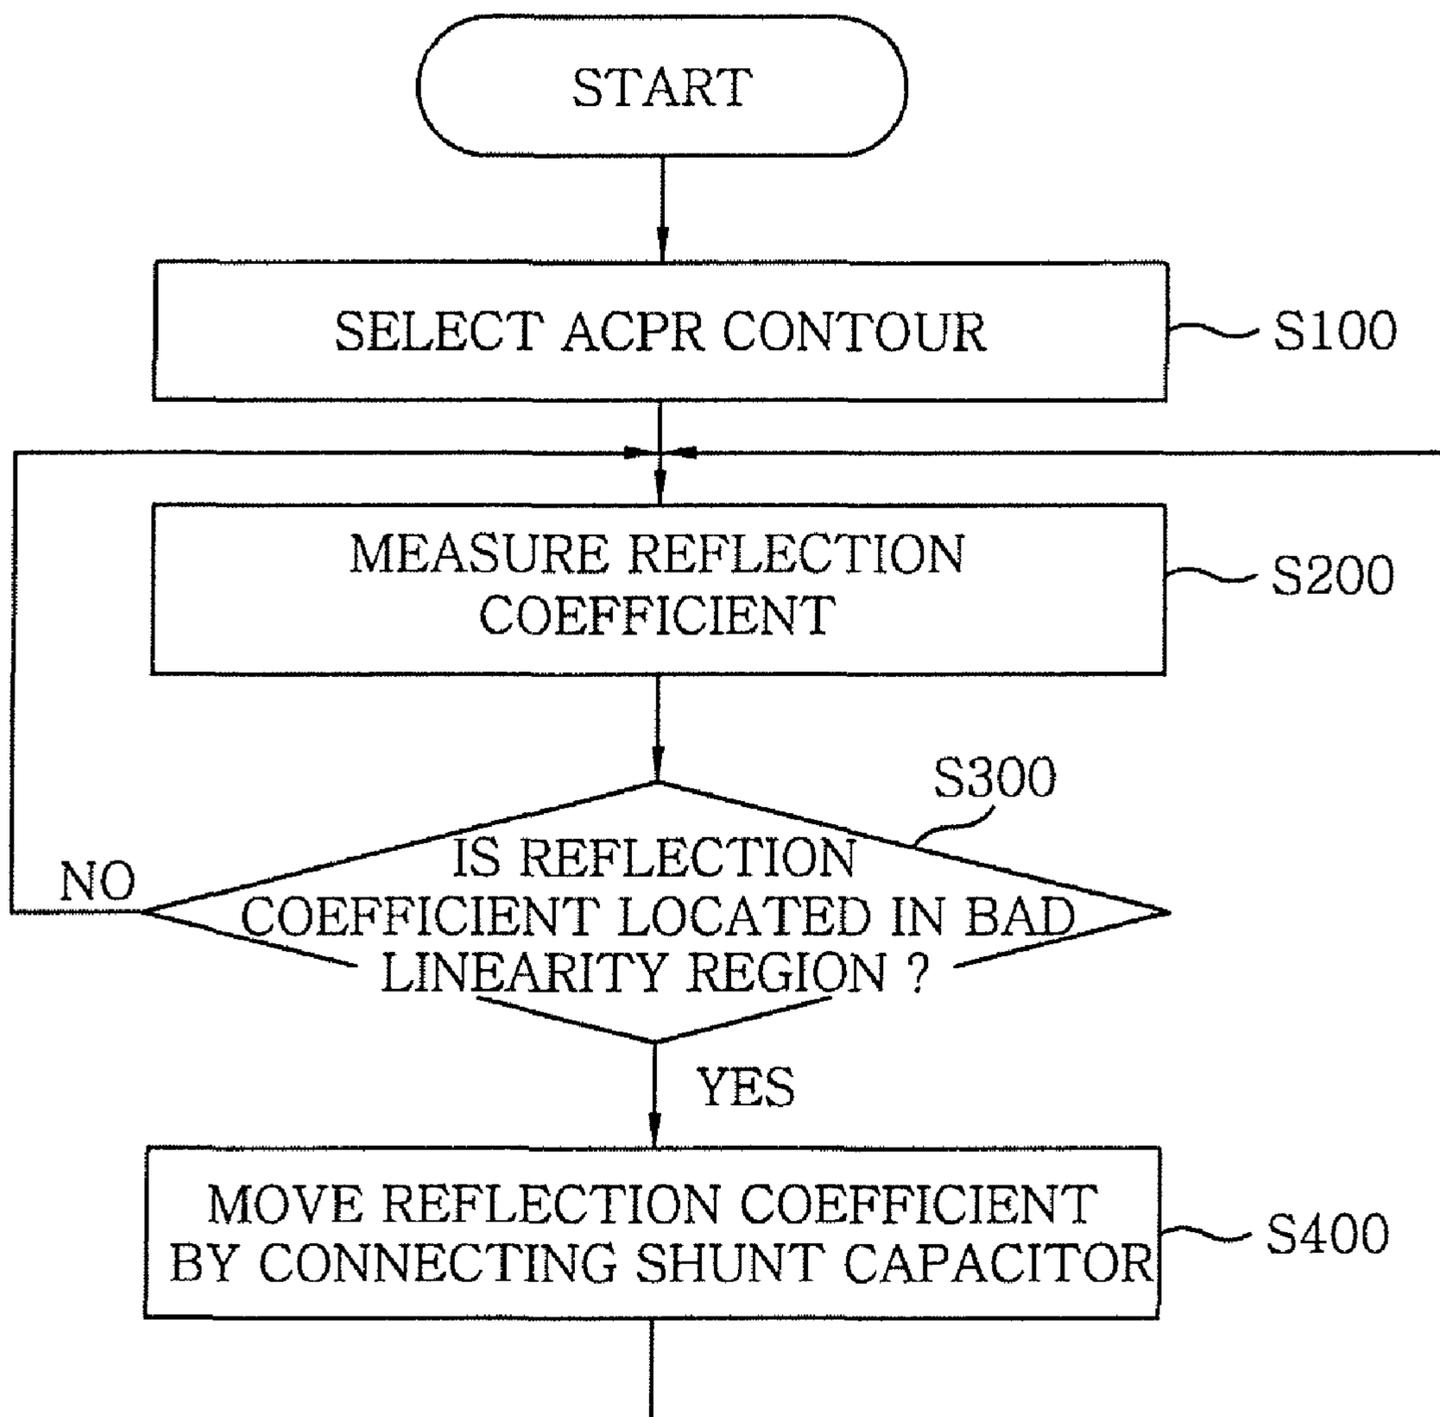 START
SELECT ACPR CONTOUR
S100
MEASURE REFLECTION
COEFFICIENT
S200
S300
IS REFLECTION
COEFFICIENT LOCATED IN BAD
LINEARITY REGION ?
NO
YES
MOVE REFLECTION COEFFICIENT
BY CONNECTING SHUNT CAPACITOR
S400